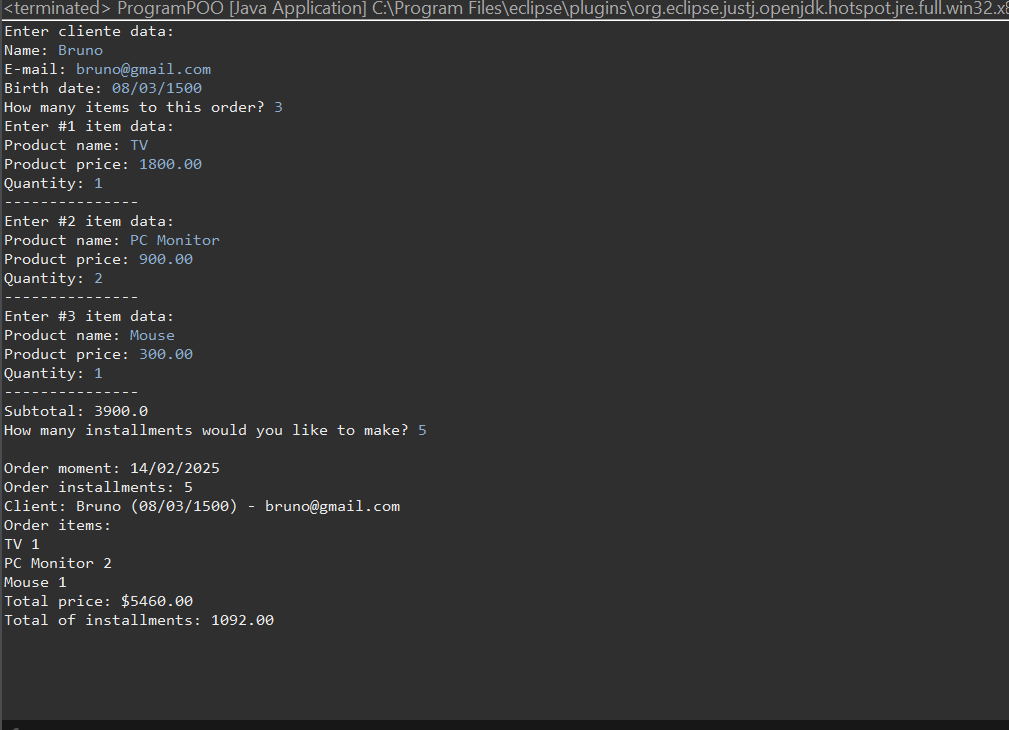 <terminated> ProgramPOO [Java Application] C:\Program Files\eclipse\plugins\org.eclipse.justj.openjdk.hotspot.jre.full.win32.x8
Enter cliente data:
Name: Bruno
E-mail: bruno@gmail.com
Birth date: 08/03/1500
How many items to this order? 3
Enter #1 item data:
Product name: TV
Product price: 1800.00
Quantity: 1
---------------
Enter #2 item data:
Product name: PC Monitor
Product price: 900.00
Quantity: 2
---------------
Enter #3 item data:
Product name: Mouse
Product price: 300.00
Quantity: 1
---------------
Subtotal: 3900.0
How many installments would you like to make? 5
Order moment: 14/02/2025
Order installments: 5
Client: Bruno (08/03/1500) - bruno@gmail.com
Order items:
TV 1
PC Monitor 2
Mouse 1
Total price: $5460.00
Total of installments: 1092.00